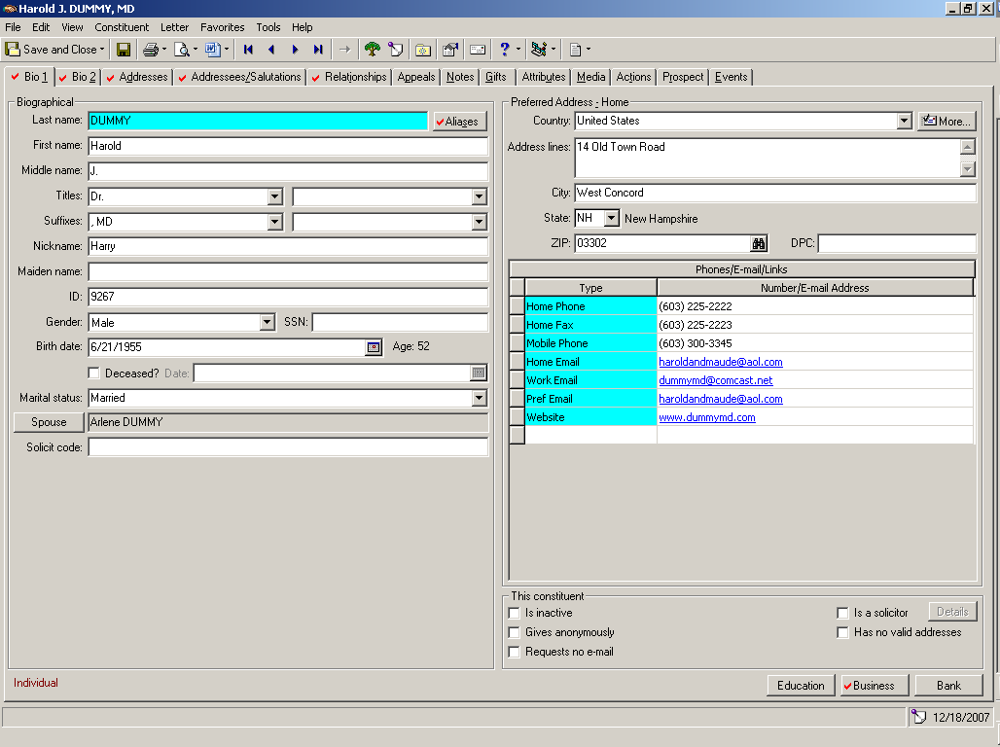 Harold J. DUMMY, MD
File Edit View Constituent Letter Favorites Tools Help
Save and Close
Bio 1 Bio 2 Addresses Addressees/Salutations Relationships Appeals Notes Gifts Attributes Media Actions Prospect Events
Biographical
Last name: DUMMY Aliases
First name: Harold
Middle name: J.
Titles: Dr.
Suffixes: , MD
Nickname: Harry
Maiden name:
ID: 9267
Gender: Male SSN:
Birth date: 6/21/1955 Age: 52
Deceased? Date:
Marital status: Married
Spouse Arlene DUMMY
Solicit code:
Preferred Address - Home
Country: United States More...
Address lines: 14 Old Town Road
City: West Concord
State: NH New Hampshire
ZIP: 03302 DPC:
Phones/E-mail/Links
Type Number/E-mail Address
Home Phone (603) 225-2222
Home Fax (603) 225-2223
Mobile Phone (603) 300-3345
Home Email haroldandmaude@aol.com
Work Email dummymd@comcast.net
Pref Email haroldandmaude@aol.com
Website www.dummymd.com
This constituent
Is inactive Is a solicitor Details
Gives anonymously Has no valid addresses
Requests no e-mail
Individual Education Business Bank
12/18/2007